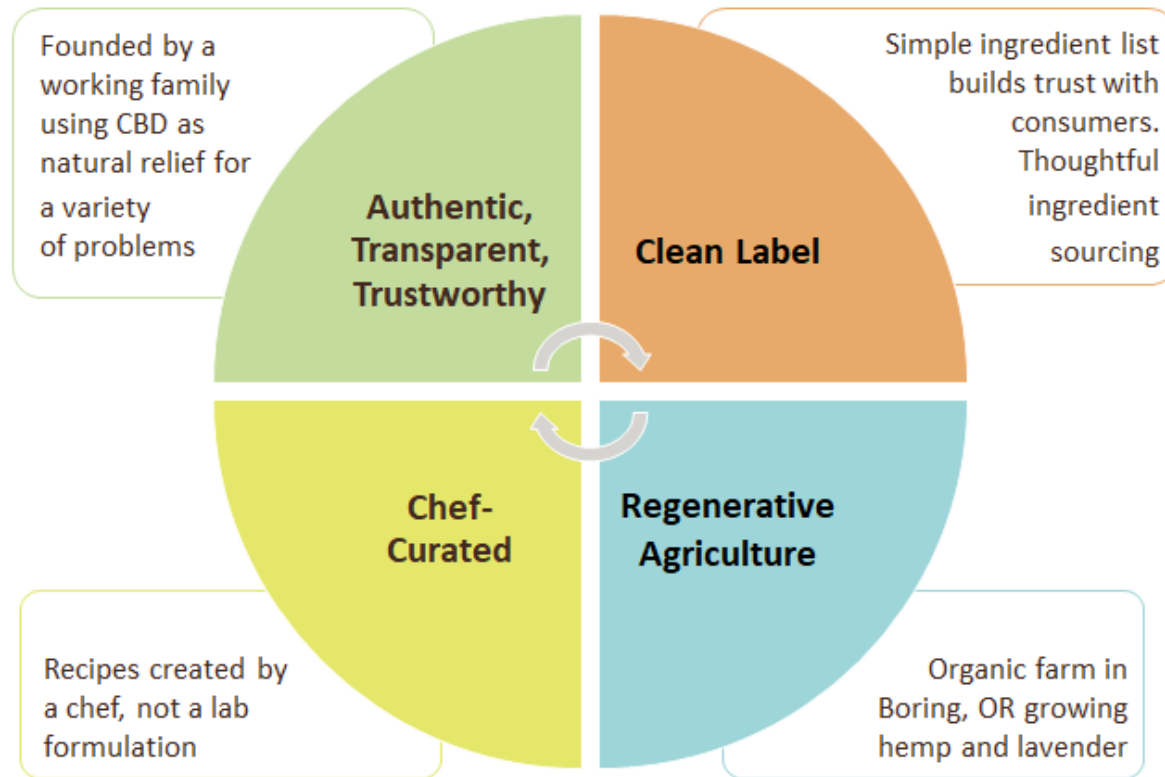 Founded by a
working family
using CBD as
natural relief for
a variety
of problems
Authentic,
Transparent,
Trustworthy
Simple ingredient list
builds trust with
consumers.
Thoughtful
ingredient
sourcing
Clean Label
Chef-
Curated
Recipes created by
a chef, not a lab
formulation
Regenerative
Agriculture
Organic farm in
Boring, OR growing
hemp and lavender